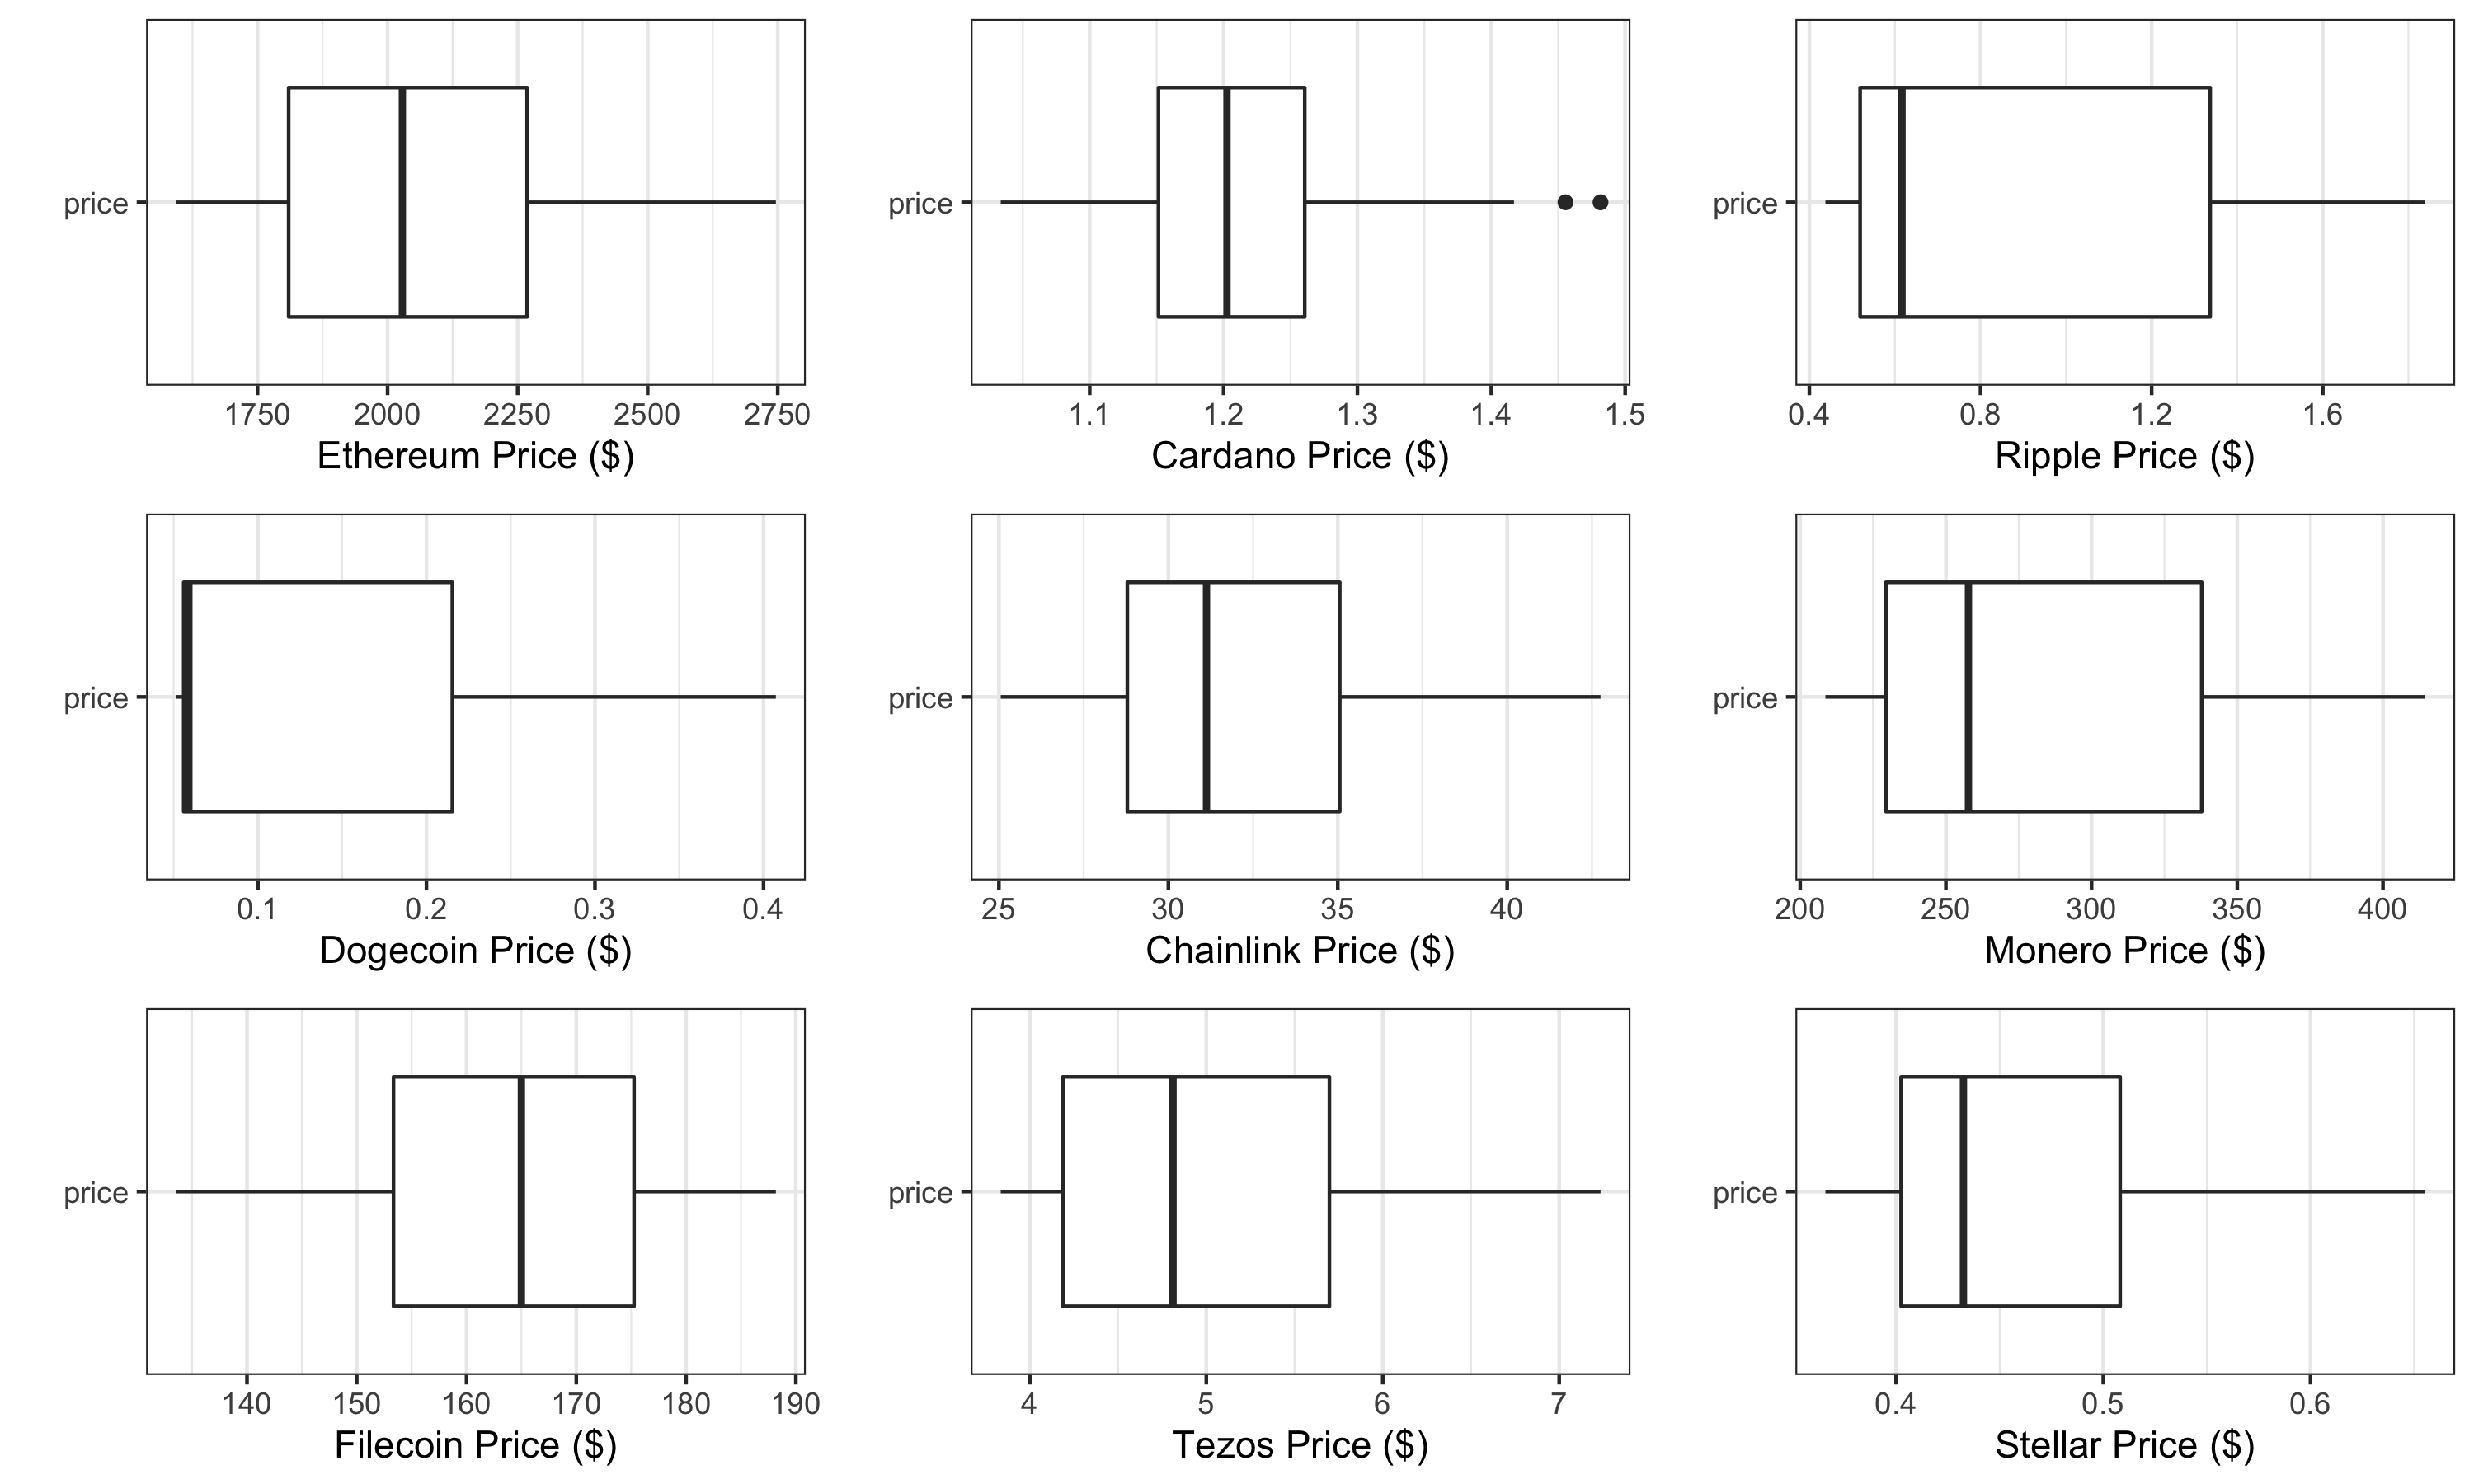 price
1750 2000 2250 2500 2750
Ethereum Price ($)
price
1.1 1.2 1.3 1.4 1.5
Cardano Price ($)
price
0.4 0.8 1.2 1.6
Ripple Price ($)
price
0.1 0.2 0.3 0.4
Dogecoin Price ($)
price
25 30 35 40
Chainlink Price ($)
price
200 250 300 350 400
Monero Price ($)
price
140 150 160 170 180 190
Filecoin Price ($)
price
4 5 6 7
Tezos Price ($)
price
0.4 0.5 0.6
Stellar Price ($)